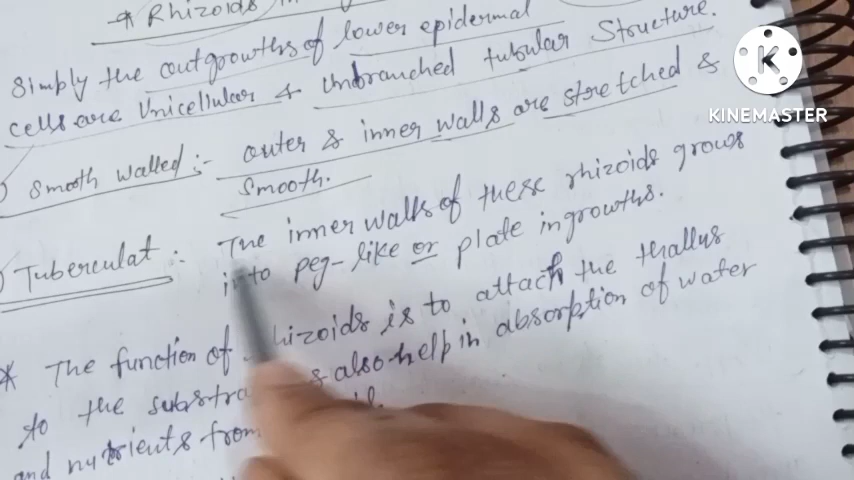 * Rhizoids in
Simply the outgrowths of lower epidermal
cells are Unicellular & Unbranched tubular Structure.
) Smooth Walled :- outer & inner walls are stretched &
Smooth.
) Tuberculat :- The inner walls of these rhizoids grows
into peg-like or plate ingrowths.
* The function of hizoids is to attach the thallus
to the substra & also help in absorption of water
and nutrients from
KINEMASTER